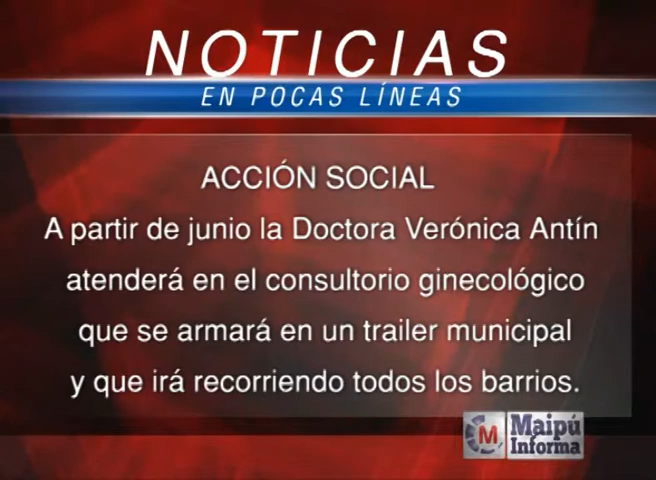 NOTICIAS
EN POCAS LÍNEAS
ACCIÓN SOCIAL
A partir de junio la Doctora Verónica Antín
atenderá en el consultorio ginecológico
que se armará en un trailer municipal
y que irá recorriendo todos los barrios.
M Maipú
Informa